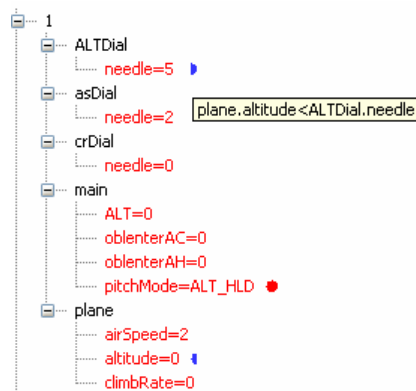 1
ALTDial
needle=5
asDial
needle=2
plane.altitude<ALTDial.needle
crDial
needle=0
main
ALT=0
oblenterAC=0
oblenterAH=0
pitchMode=ALT_HLD
plane
airSpeed=2
altitude=0
climbRate=0